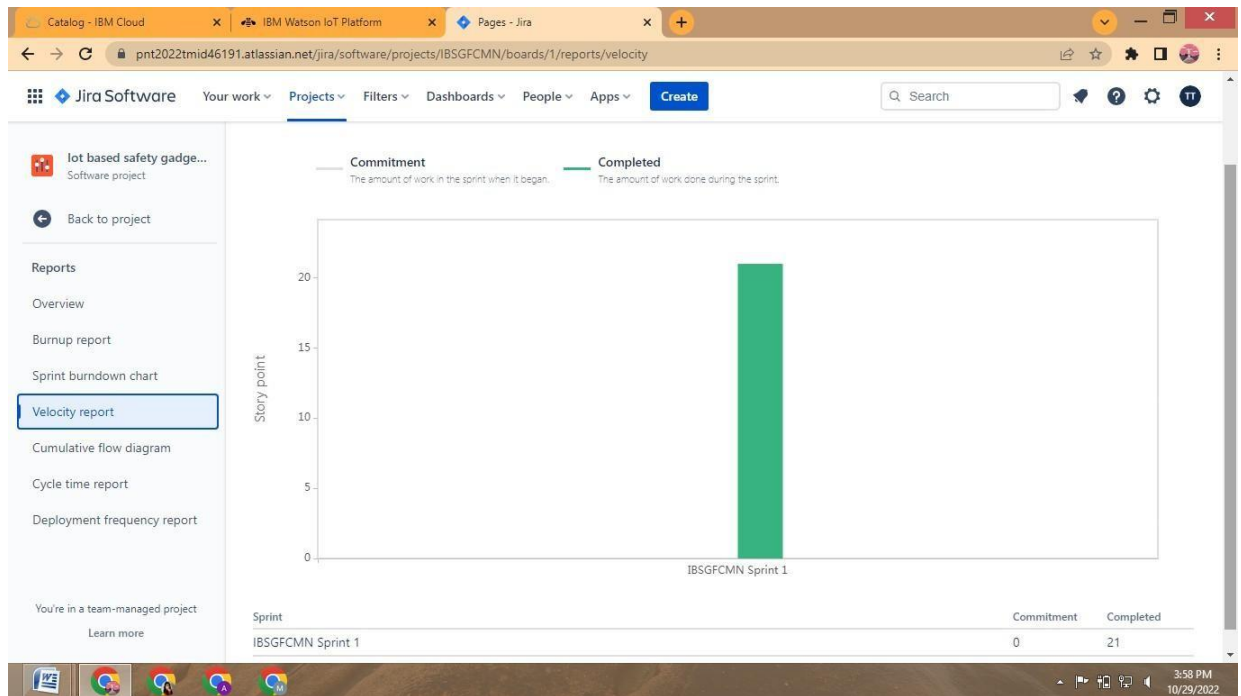 Catalog - IBM Cloud
IBM Watson IoT Platform
Pages - Jira
pnt2022tmid46191.atlassian.net/jira/software/projects/IBSGFCMN/boards/1/reports/velocity
Jira Software Your work Projects Filters Dashboards People Apps Create Search TT
Iot based safety gadge...
Software project
Back to project
Reports
Overview
Burnup report
Sprint burndown chart
Velocity report
Cumulative flow diagram
Cycle time report
Deployment frequency report
You're in a team-managed project
Learn more
Commitment
The amount of work in the sprint when it began.
Completed
The amount of work done during the sprint.
Story point
20
15
10
5
0
IBSGFCMN Sprint 1
Sprint Commitment Completed
IBSGFCMN Sprint 1 0 21
3:58 PM
10/29/2022